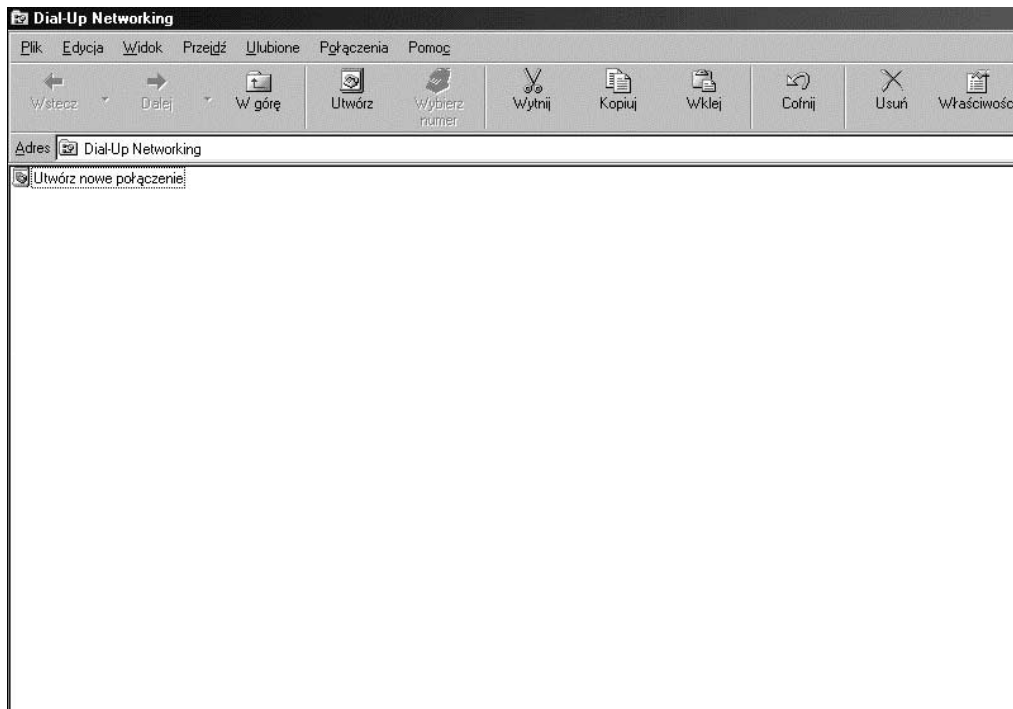 Dial-Up Networking
Plik Edycja Widok Przejdź Ulubione Połączenia Pomoc
Wstecz Dalej W górę Utwórz Wybierz numer Wytnij Kopiuj Wklej Cofnij Usuń Właściwośc
Adres Dial-Up Networking
Utwórz nowe połączenie